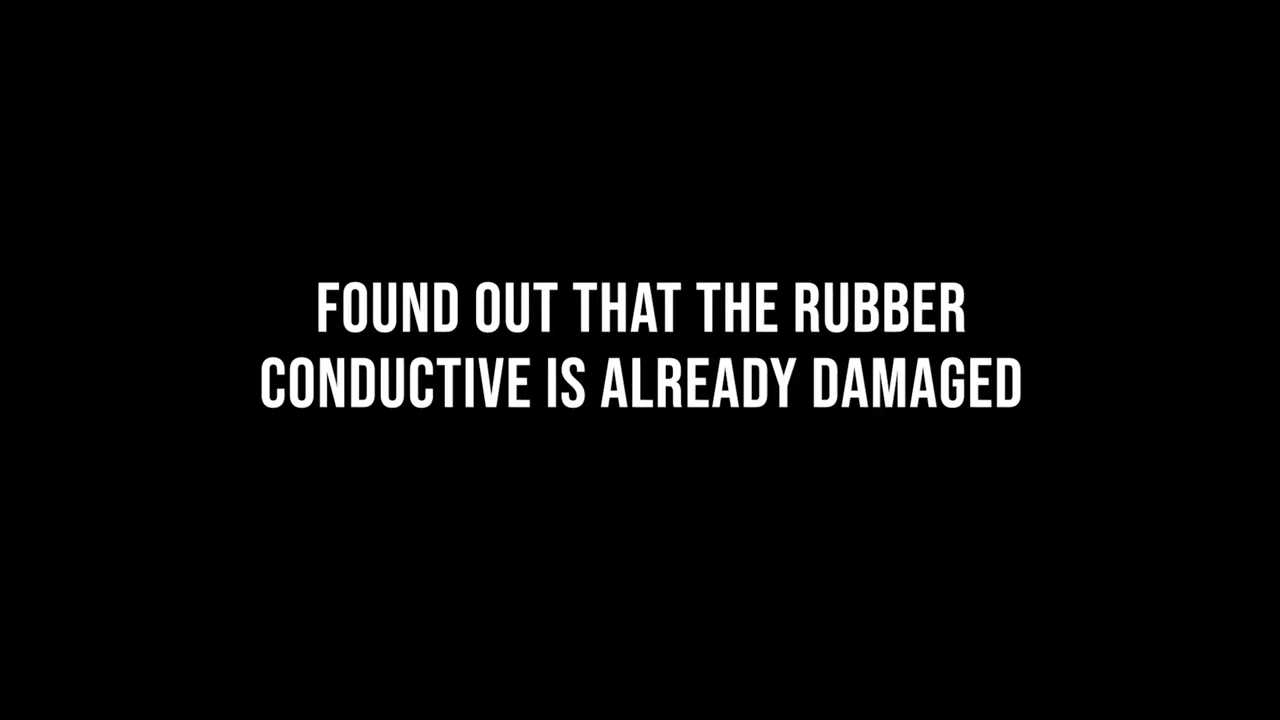 FOUND OUT THAT THE RUBBER
CONDUCTIVE IS ALREADY DAMAGED